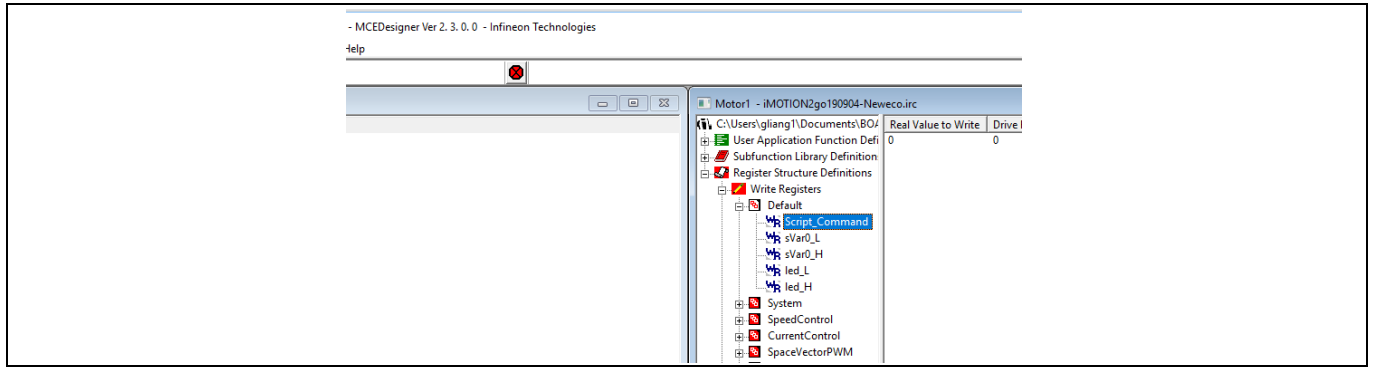 - MCEDesigner Ver 2. 3. 0. 0 - Infineon Technologies
Help
Motor1 - iMOTION2go190904-Neweco.irc
C:\Users\gliang1\Documents\BOA
Real Value to Write
Drive
User Application Function Defi
0
0
Subfunction Library Definition
Register Structure Definitions
Write Registers
Default
Script_Command
sVar0_L
sVar0_H
led_L
led_H
System
SpeedControl
CurrentControl
SpaceVectorPWM